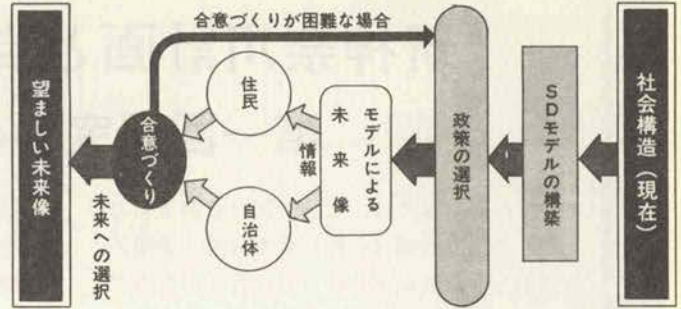 社会構造(現在)
SDモデルの構築
政策の選択
合意づくりが困難な場合
モデルによる
未来像
情報
住民
自治体
合意づくり
未来への選択
望ましい未来像